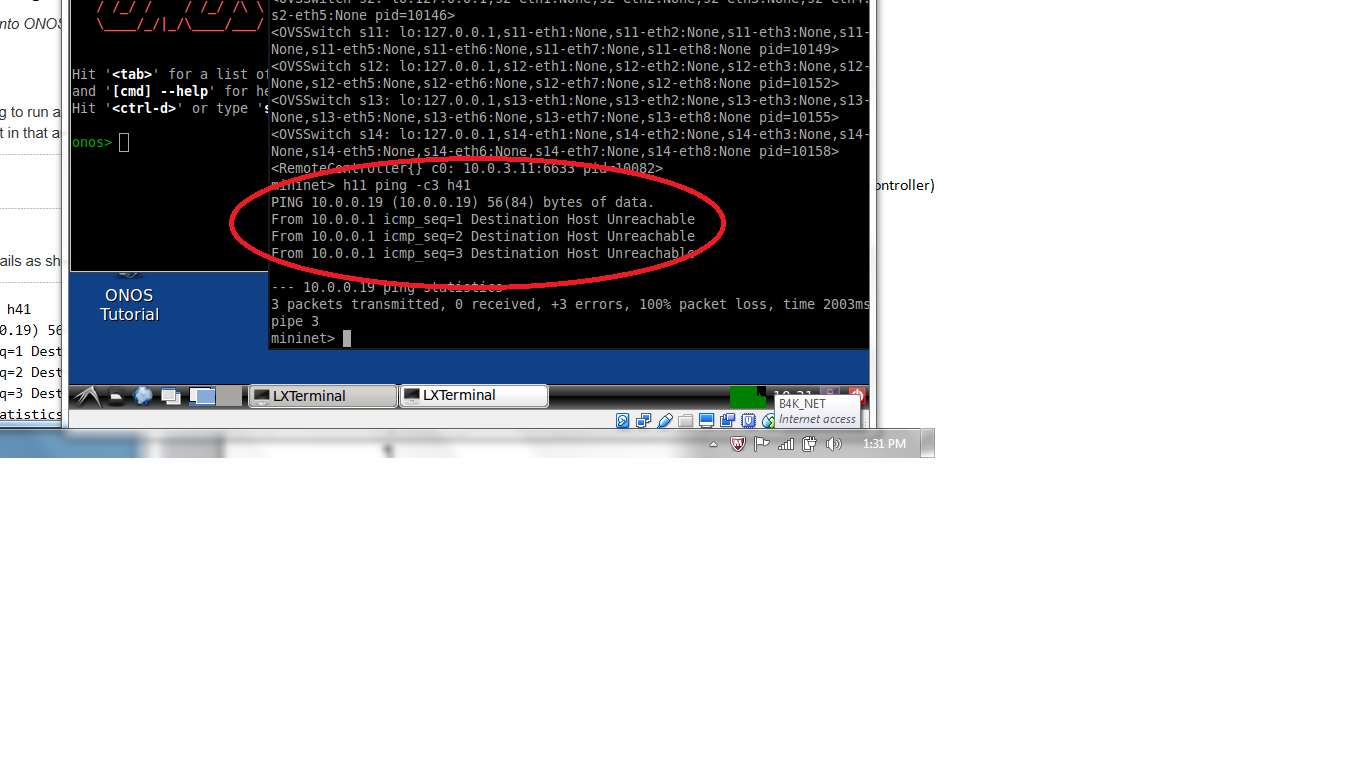 nto ONOS
g to run a
t in that a
ails as sh
h41
0.19) 56
q=1 Dest
q=2 Dest
q=3 Dest
atistics
Hit '<tab>' for a list of
and '[cmd] --help' for he
Hit '<ctrl-d>' or type 's
onos>
s2-eth5:None pid=10146>
<OVSSwitch s11: lo:127.0.0.1,s11-eth1:None,s11-eth2:None,s11-eth3:None,s11-
None,s11-eth5:None,s11-eth6:None,s11-eth7:None,s11-eth8:None pid=10149>
<OVSSwitch s12: lo:127.0.0.1,s12-eth1:None,s12-eth2:None,s12-eth3:None,s12-
None,s12-eth5:None,s12-eth6:None,s12-eth7:None,s12-eth8:None pid=10152>
<OVSSwitch s13: lo:127.0.0.1,s13-eth1:None,s13-eth2:None,s13-eth3:None,s13-
None,s13-eth5:None,s13-eth6:None,s13-eth7:None,s13-eth8:None pid=10155>
<OVSSwitch s14: lo:127.0.0.1,s14-eth1:None,s14-eth2:None,s14-eth3:None,s14-
None,s14-eth5:None,s14-eth6:None,s14-eth7:None,s14-eth8:None pid=10158>
<RemoteController{} c0: 10.0.3.11:6633 pid=10082>
mininet> h11 ping -c3 h41
PING 10.0.0.19 (10.0.0.19) 56(84) bytes of data.
From 10.0.0.1 icmp_seq=1 Destination Host Unreachable
From 10.0.0.1 icmp_seq=2 Destination Host Unreachable
From 10.0.0.1 icmp_seq=3 Destination Host Unreachable
--- 10.0.0.19 ping statistics
3 packets transmitted, 0 received, +3 errors, 100% packet loss, time 2003ms
pipe 3
mininet>
ontroller)
ONOS
Tutorial
LXTerminal
LXTerminal
B4K_NET
Internet access
1:31 PM